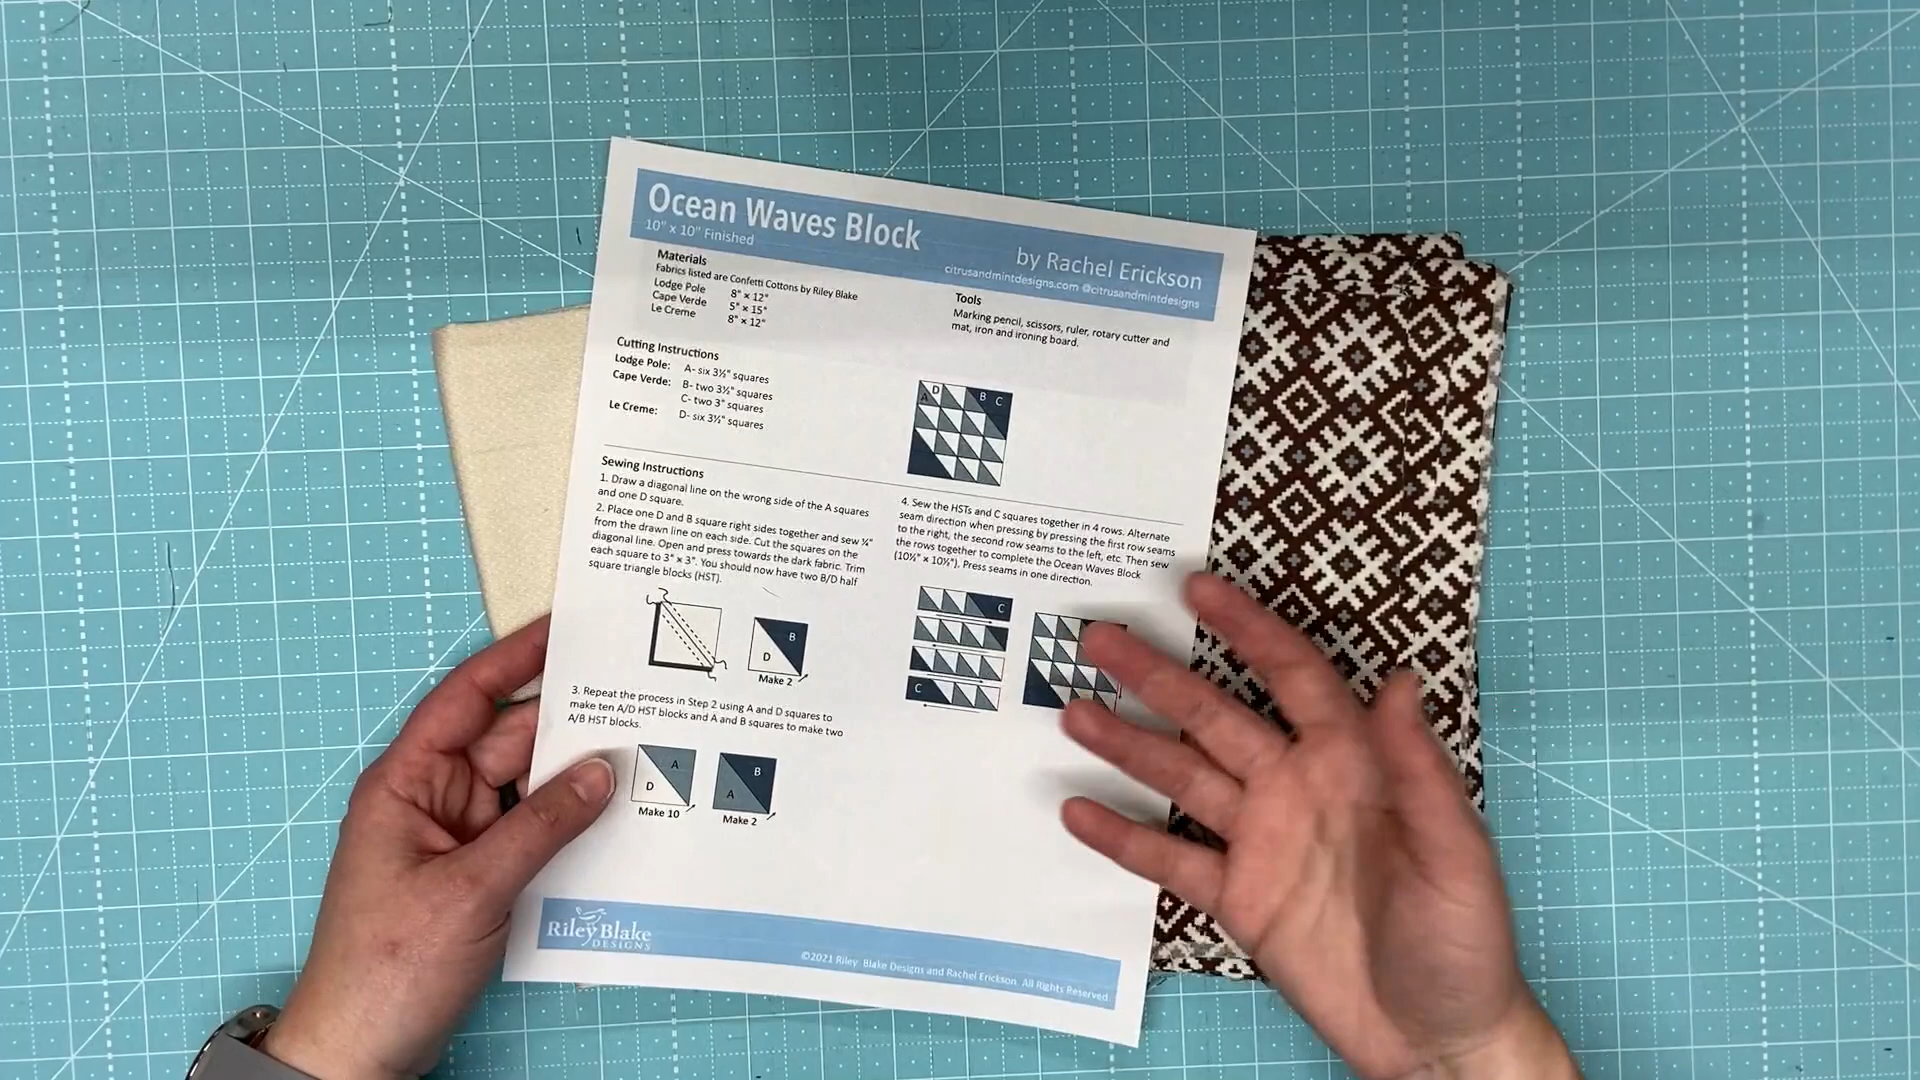 Ocean Waves Block
10" x 10" Finished
by Rachel Erickson
citrusandmintdesigns.com @citrusandmintdesigns
Materials
Fabrics listed are Confetti Cottons by Riley Blake
Lodge Pole 8" x 12"
Cape Verde 5" x 15"
Le Creme 8" x 12"
Tools
Marking pencil, scissors, ruler, rotary cutter and
mat, iron and ironing board.
Cutting Instructions
Lodge Pole: A- six 3½" squares
Cape Verde: B- two 3½" squares
C- two 3" squares
Le Creme: D- six 3½" squares
D B C
A
Sewing Instructions
1. Draw a diagonal line on the wrong side of the A squares
and one D square.
2. Place one D and B square right sides together and sew ¼"
from the drawn line on each side. Cut the squares on the
diagonal line. Open and press towards the dark fabric. Trim
each square to 3" x 3". You should now have two B/D half
square triangle blocks (HST).
B
D
Make 2
3. Repeat the process in Step 2 using A and D squares to
make ten A/D HST blocks and A and B squares to make two
A/B HST blocks.
A
D
Make 10
B
A
Make 2
4. Sew the HSTs and C squares together in 4 rows. Alternate
seam direction when pressing by pressing the first row seams
to the right, the second row seams to the left, etc. Then sew
the rows together to complete the Ocean Waves Block
(10½" x 10½"). Press seams in one direction.
C
C
Riley Blake
DESIGNS
©2021 Riley Blake Designs and Rachel Erickson. All Rights Reserved.